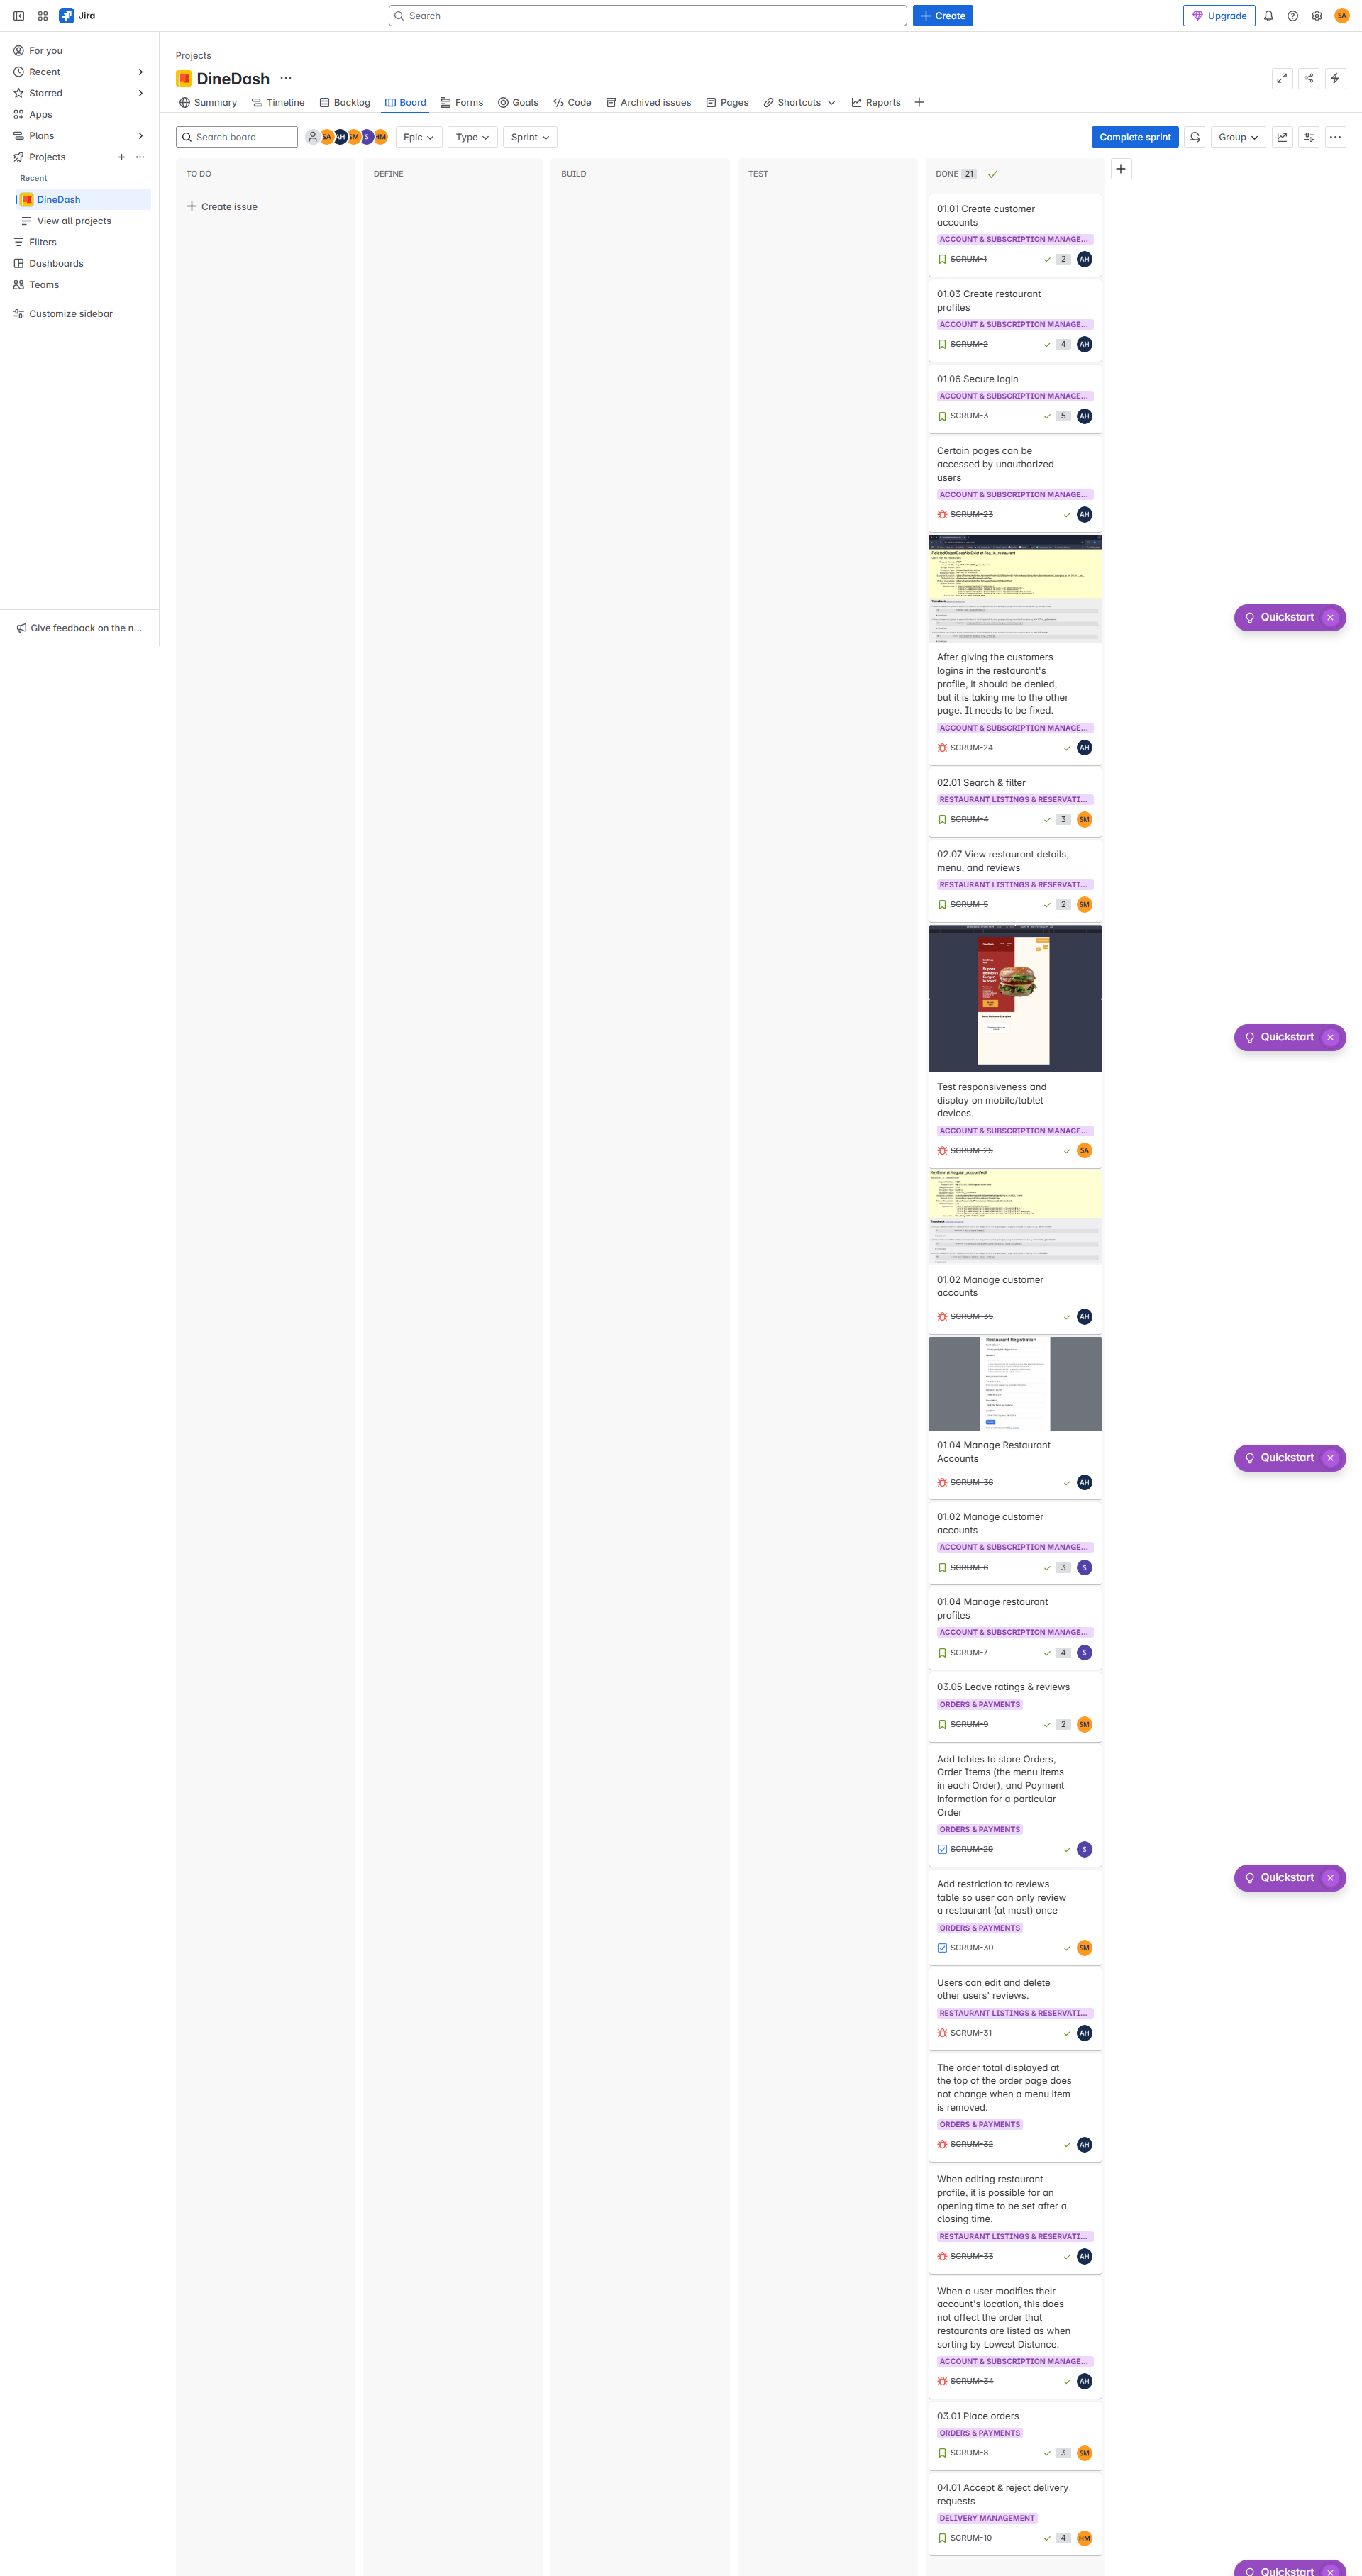 Jira
Search
Create
Upgrade
SA
For you
Recent
Starred
Apps
Plans
Projects
Recent
DineDash
View all projects
Filters
Dashboards
Teams
Customize sidebar
Give feedback on the n...
Projects
DineDash
Summary
Timeline
Backlog
Board
Forms
Goals
Code
Archived issues
Pages
Shortcuts
Reports
Search board
SA AH SM S HM
Epic
Type
Sprint
Complete sprint
Group
TO DO
Create issue
DEFINE
BUILD
TEST
DONE 21
01.01 Create customer
accounts
ACCOUNT & SUBSCRIPTION MANAGE...
SCRUM-1 2 AH
01.03 Create restaurant
profiles
ACCOUNT & SUBSCRIPTION MANAGE...
SCRUM-2 4 AH
01.06 Secure login
ACCOUNT & SUBSCRIPTION MANAGE...
SCRUM-3 5 AH
Certain pages can be
accessed by unauthorized
users
ACCOUNT & SUBSCRIPTION MANAGE...
SCRUM-23 AH
After giving the customers
logins in the restaurant's
profile, it should be denied,
but it is taking me to the other
page. It needs to be fixed.
ACCOUNT & SUBSCRIPTION MANAGE...
SCRUM-24 AH
02.01 Search & filter
RESTAURANT LISTINGS & RESERVATI...
SCRUM-4 3 SM
02.07 View restaurant details,
menu, and reviews
RESTAURANT LISTINGS & RESERVATI...
SCRUM-5 2 SM
Test responsiveness and
display on mobile/tablet
devices.
ACCOUNT & SUBSCRIPTION MANAGE...
SCRUM-25 SA
01.02 Manage customer
accounts
SCRUM-35 AH
Restaurant Registration
01.04 Manage Restaurant
Accounts
SCRUM-36 AH
01.02 Manage customer
accounts
ACCOUNT & SUBSCRIPTION MANAGE...
SCRUM-6 3 S
01.04 Manage restaurant
profiles
ACCOUNT & SUBSCRIPTION MANAGE...
SCRUM-7 4 S
03.05 Leave ratings & reviews
ORDERS & PAYMENTS
SCRUM-9 2 SM
Add tables to store Orders,
Order Items (the menu items
in each Order), and Payment
information for a particular
Order
ORDERS & PAYMENTS
SCRUM-29 S
Add restriction to reviews
table so user can only review
a restaurant (at most) once
ORDERS & PAYMENTS
SCRUM-30 SM
Users can edit and delete
other users' reviews.
RESTAURANT LISTINGS & RESERVATI...
SCRUM-31 AH
The order total displayed at
the top of the order page does
not change when a menu item
is removed.
ORDERS & PAYMENTS
SCRUM-32 AH
When editing restaurant
profile, it is possible for an
opening time to be set after a
closing time.
RESTAURANT LISTINGS & RESERVATI...
SCRUM-33 AH
When a user modifies their
account's location, this does
not affect the order that
restaurants are listed as when
sorting by Lowest Distance.
ACCOUNT & SUBSCRIPTION MANAGE...
SCRUM-34 AH
03.01 Place orders
ORDERS & PAYMENTS
SCRUM-8 3 SM
04.01 Accept & reject delivery
requests
DELIVERY MANAGEMENT
SCRUM-10 4 HM
Quickstart
Quickstart
Quickstart
Quickstart
Quickstart